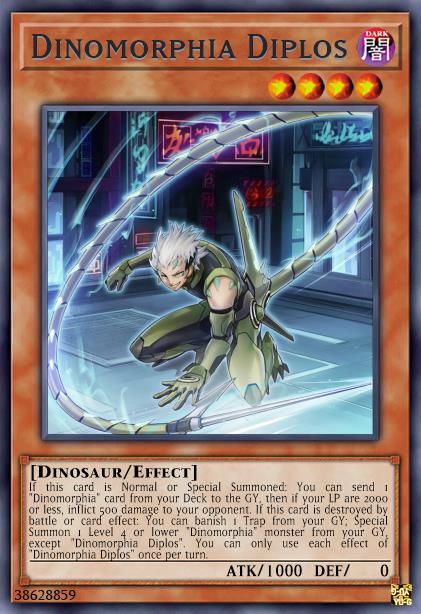 DINOMORPHIA DIPLOS
DARK
闇
[DINOSAUR/EFFECT]
If this card is Normal or Special Summoned: You can send 1
"Dinomorphia" card from your Deck to the GY, then if your LP are 2000
or less, inflict 500 damage to your opponent. If this card is destroyed by
battle or card effect: You can banish 1 Trap from your GY; Special
Summon 1 Level 4 or lower "Dinomorphia" monster from your GY,
except "Dinomorphia Diplos". You can only use each effect of
"Dinomorphia Diplos" once per turn.
ATK/1000 DEF/ 0
38628859